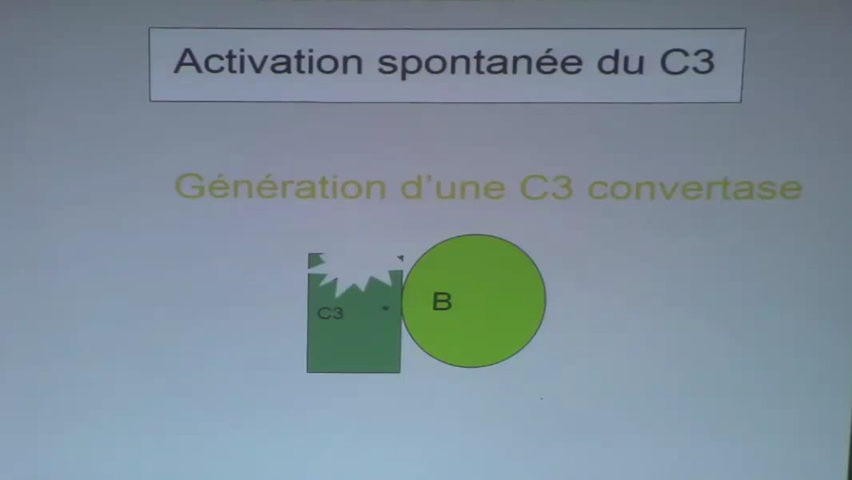 Activation spontanée du C3
Génération d'une C3 convertase
C3
B